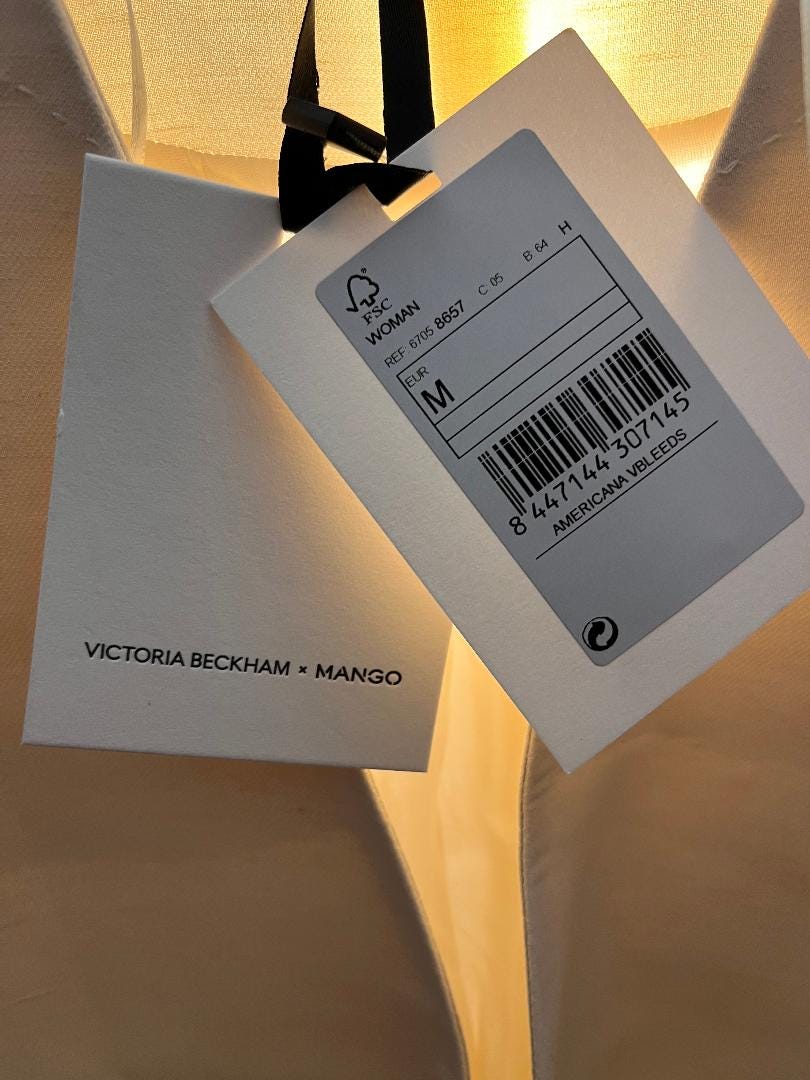 VICTORIA BECKHAM × MANGO
FSC®
WOMAN
REF: 6705 8657 C: 05 B: 64 H
EUR
M
8 447144 307145
AMERICANA VBLEEDS